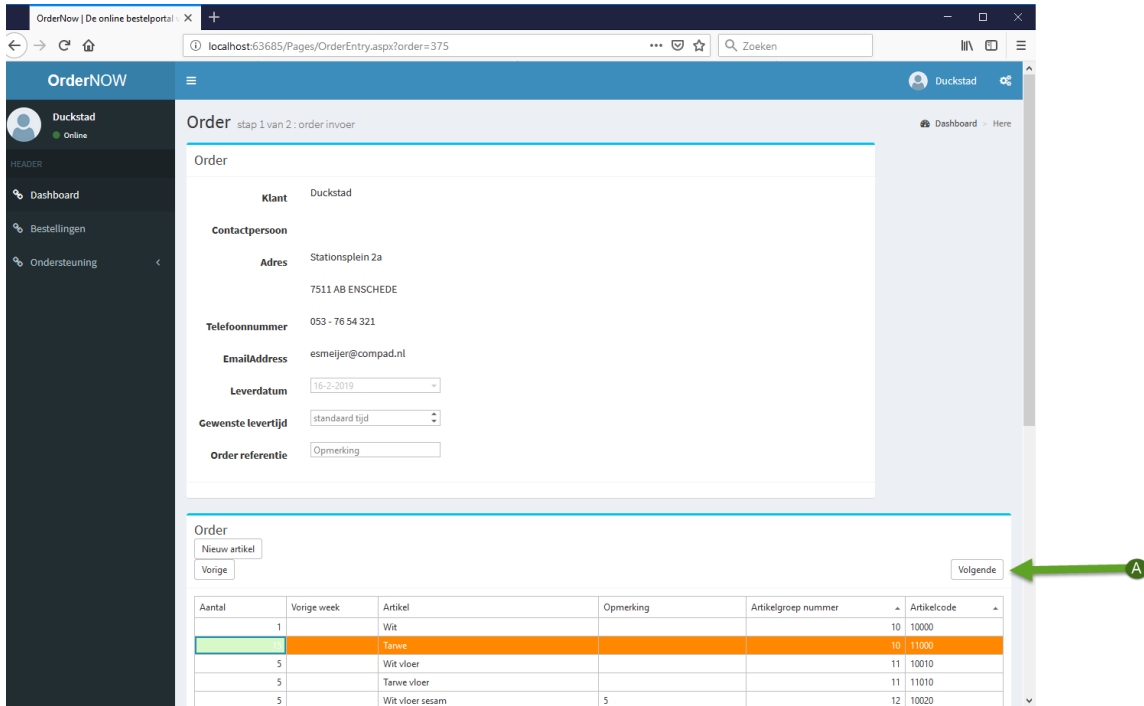 OrderNow | De online bestelportal
localhost:63685/Pages/OrderEntry.aspx?order=375
Zoeken
OrderNOW
Duckstad
Duckstad
Online
Order stap 1 van 2 : order invoer
Dashboard > Here
HEADER
Dashboard
Bestellingen
Ondersteuning
Order
Klant Duckstad
Contactpersoon
Adres Stationsplein 2a
7511 AB ENSCHEDE
Telefoonnummer 053 - 76 54 321
EmailAddress esmeijer@compad.nl
Leverdatum 16-2-2019
Gewenste levertijd standaard tijd
Order referentie Opmerking
Order
Nieuw artikel
Vorige Volgende A
Aantal Vorige week Artikel Opmerking Artikelgroep nummer Artikelcode
1 Wit 10 10000
Tarwe 10 11000
5 Wit vloer 11 10010
5 Tarwe vloer 11 11010
5 Wit vloer sesam 5 12 10020